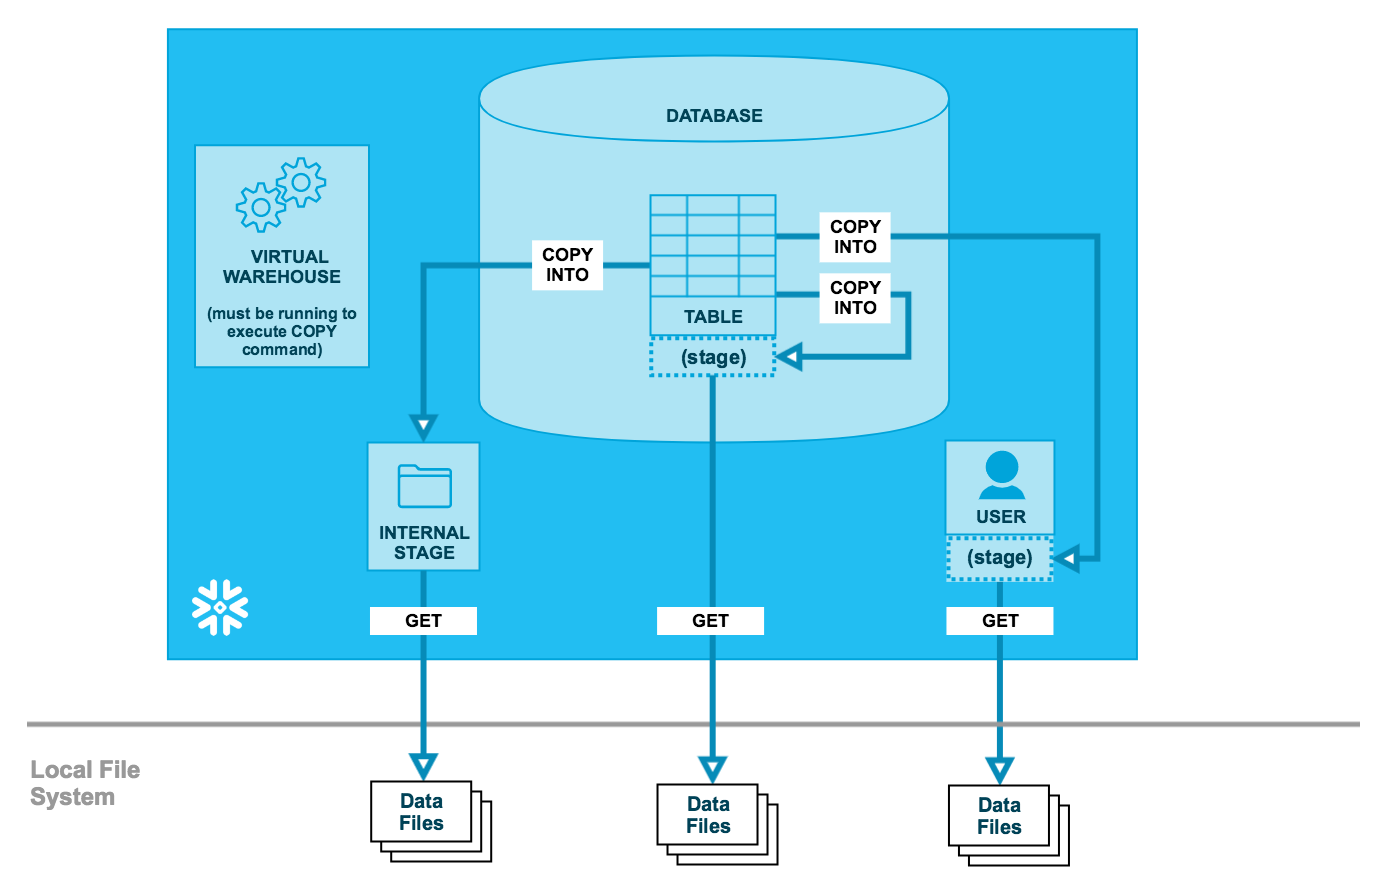 DATABASE
VIRTUAL
WAREHOUSE
(must be running to
execute COPY
command)
COPY
INTO
COPY
INTO
COPY
INTO
TABLE
(stage)
INTERNAL
STAGE
USER
(stage)
GET
GET
GET
Local File
System
Data
Files
Data
Files
Data
Files